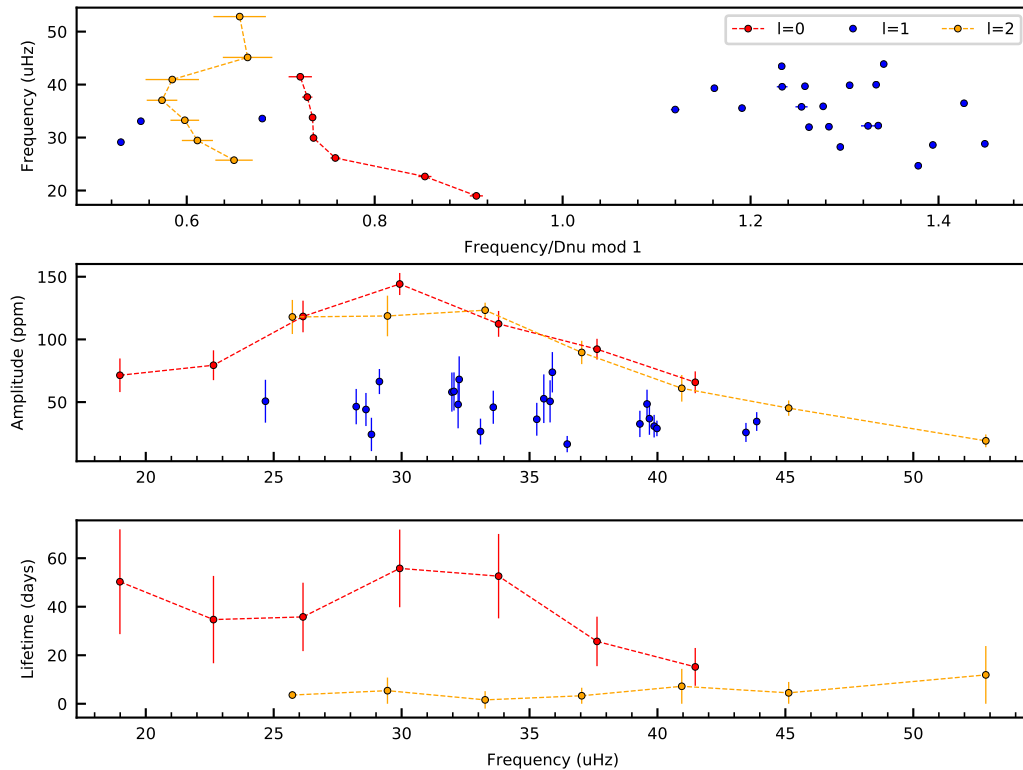 l=0 l=1 l=2
Frequency (uHz)
50
40
30
20
0.6 0.8 1.0 1.2 1.4
Frequency/Dnu mod 1
Amplitude (ppm)
150
100
50
20 25 30 35 40 45 50
Lifetime (days)
60
40
20
0
20 25 30 35 40 45 50
Frequency (uHz)